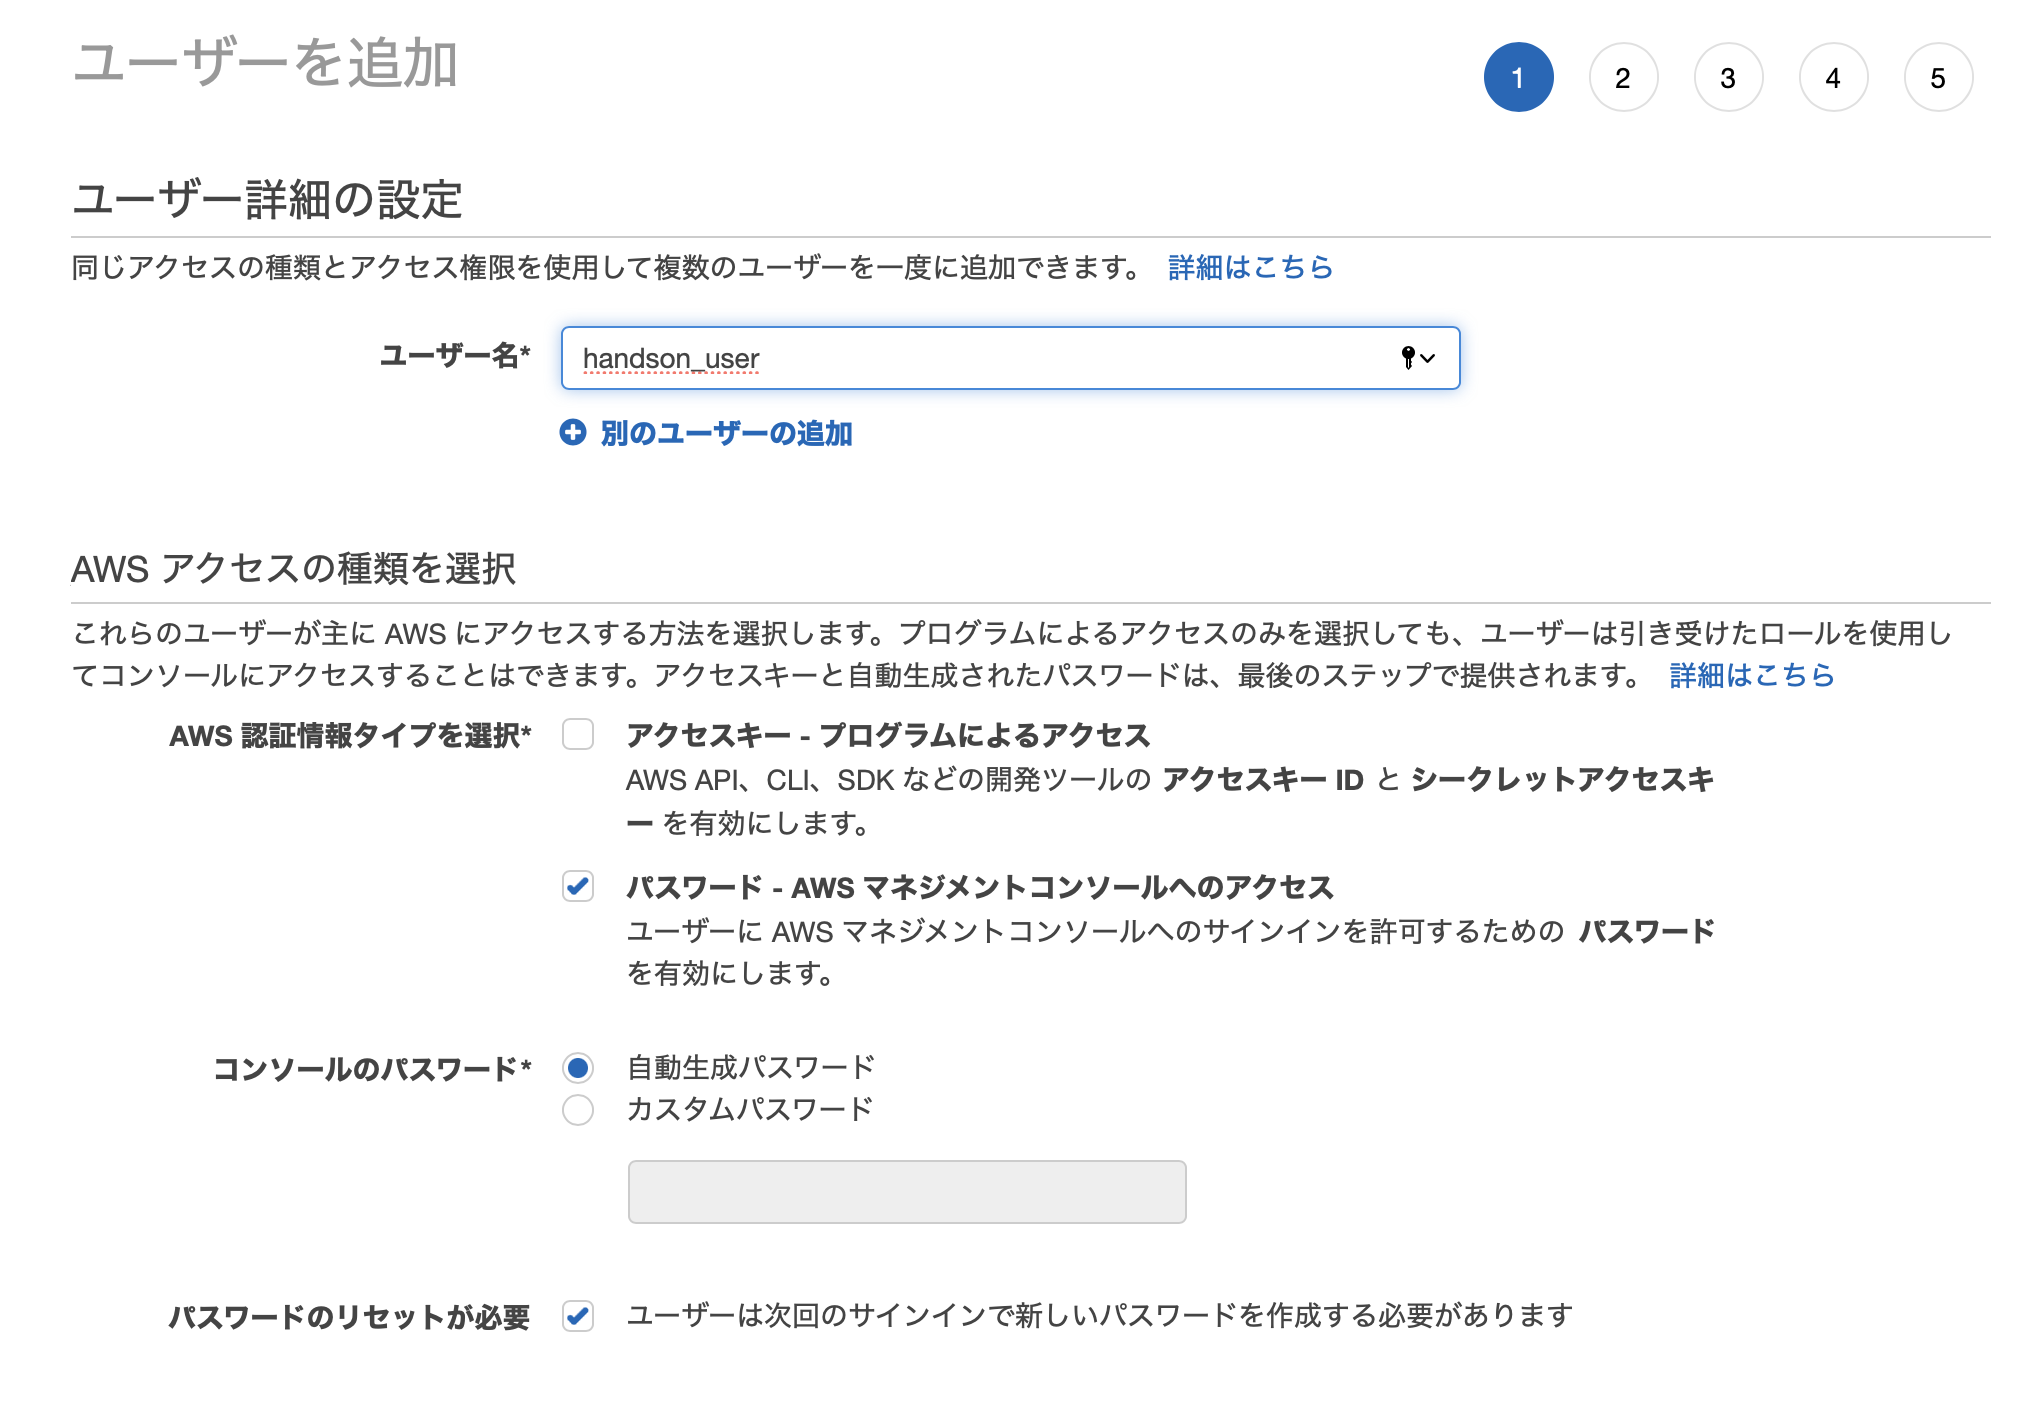 ユーザーを追加
1 2 3 4 5
ユーザー詳細の設定
同じアクセスの種類とアクセス権限を使用して複数のユーザーを一度に追加できます。 詳細はこちら
ユーザー名* handson_user
別のユーザーの追加
AWS アクセスの種類を選択
これらのユーザーが主に AWS にアクセスする方法を選択します。プログラムによるアクセスのみを選択しても、ユーザーは引き受けたロールを使用し
てコンソールにアクセスすることはできます。アクセスキーと自動生成されたパスワードは、最後のステップで提供されます。 詳細はこちら
AWS 認証情報タイプを選択* アクセスキー - プログラムによるアクセス
AWS API、CLI、SDK などの開発ツールの アクセスキー ID と シークレットアクセスキ
ー を有効にします。
パスワード - AWS マネジメントコンソールへのアクセス
ユーザーに AWS マネジメントコンソールへのサインインを許可するための パスワード
を有効にします。
コンソールのパスワード* 自動生成パスワード
カスタムパスワード
パスワードのリセットが必要 ユーザーは次回のサインインで新しいパスワードを作成する必要があります